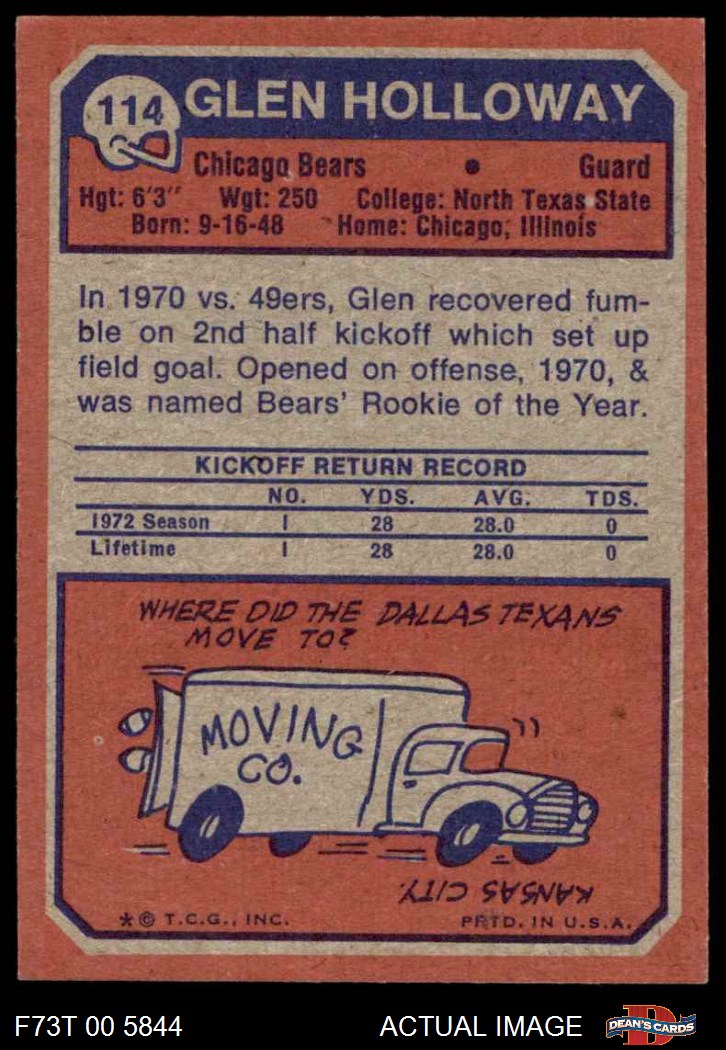 114 GLEN HOLLOWAY
Chicago Bears • Guard
Hgt: 6'3" Wgt: 250 College: North Texas State
Born: 9-16-48 Home: Chicago, Illinois
In 1970 vs. 49ers, Glen recovered fum-
ble on 2nd half kickoff which set up
field goal. Opened on offense, 1970, &
was named Bears' Rookie of the Year.
KICKOFF RETURN RECORD
NO. YDS. AVG. TDS.
1972 Season 1 28 28.0 0
Lifetime 1 28 28.0 0
WHERE DID THE DALLAS TEXANS
MOVE TO?
MOVING
CO.
KANSAS CITY.
* © T.C.G., INC. PRTD. IN U.S.A.
F73T 00 5844 ACTUAL IMAGE D DEAN'S CARDS